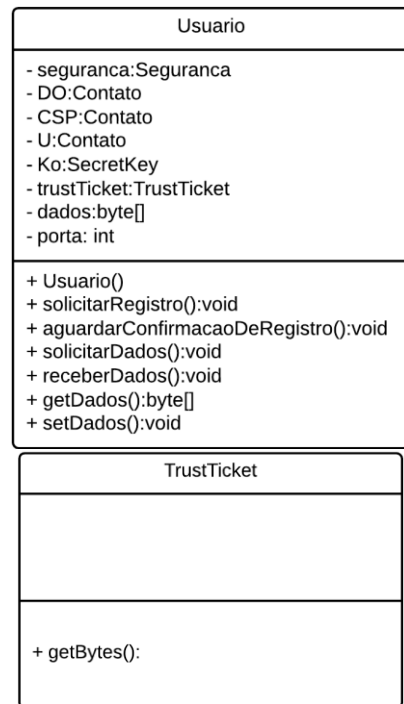 Usuario
- seguranca:Seguranca
- DO:Contato
- CSP:Contato
- U:Contato
- Ko:SecretKey
- trustTicket:TrustTicket
- dados:byte[]
- porta: int
+ Usuario()
+ solicitarRegistro():void
+ aguardarConfirmacaoDeRegistro():void
+ solicitarDados():void
+ receberDados():void
+ getDados():byte[]
+ setDados():void
TrustTicket
+ getBytes():